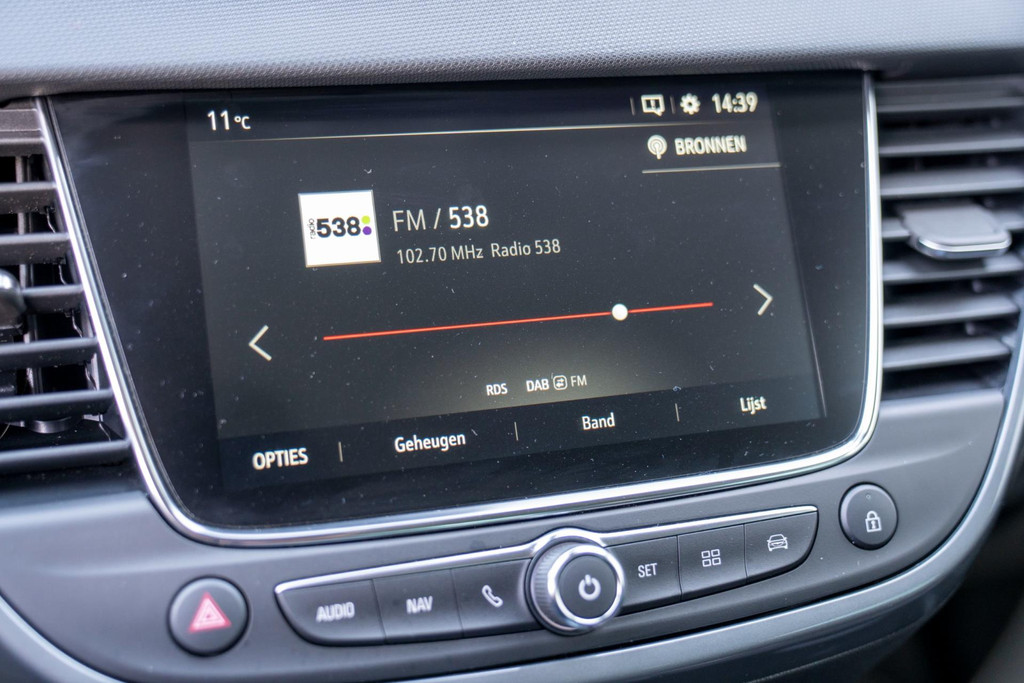 11°C
14:39
BRONNEN
radio 538
FM / 538
102.70 MHz Radio 538
RDS DAB FM
OPTIES Geheugen Band Lijst
AUDIO NAV SET